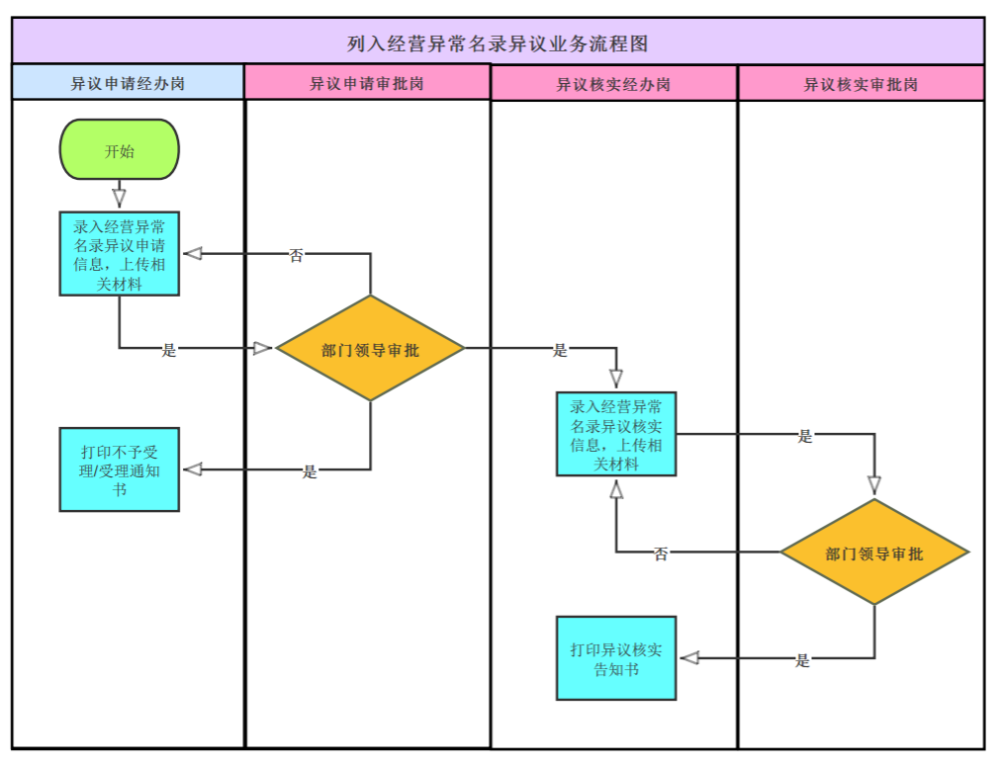 列入经营异常名录异议业务流程图
异议申请经办岗
异议申请审批岗
异议核实经办岗
异议核实审批岗
开始
录入经营异常
名录异议申请
信息，上传相
关材料
否
是
部门领导审批
是
录入经营异常
名录异议核实
信息，上传相
关材料
是
打印不予受
理/受理通知
书
是
否
部门领导审批
打印异议核实
告知书
是